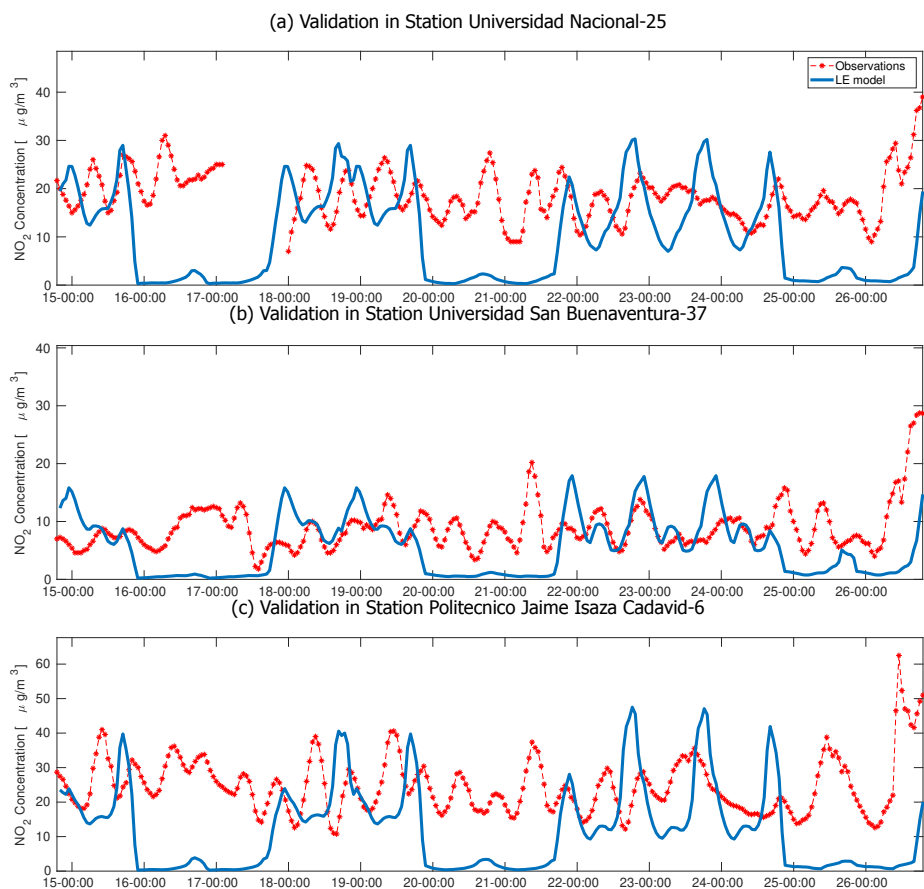 (a) Validation in Station Universidad Nacional-25
NO2 Concentration [ μ g/m3]
40
30
20
10
0
Observations
LE model
15-00:00 16-00:00 17-00:00 18-00:00 19-00:00 20-00:00 21-00:00 22-00:00 23-00:00 24-00:00 25-00:00 26-00:00
(b) Validation in Station Universidad San Buenaventura-37
NO2 Concentration [ μ g/m3]
40
30
20
10
0
15-00:00 16-00:00 17-00:00 18-00:00 19-00:00 20-00:00 21-00:00 22-00:00 23-00:00 24-00:00 25-00:00 26-00:00
(c) Validation in Station Politecnico Jaime Isaza Cadavid-6
NO2 Concentration [ μ g/m3]
60
50
40
30
20
10
0
15-00:00 16-00:00 17-00:00 18-00:00 19-00:00 20-00:00 21-00:00 22-00:00 23-00:00 24-00:00 25-00:00 26-00:00